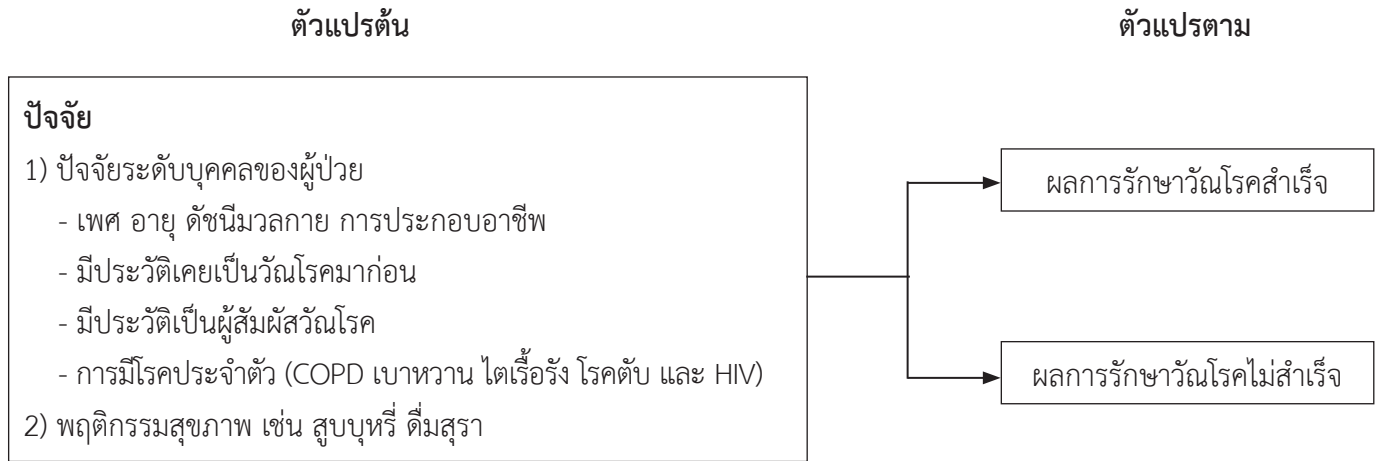 ตัวแปรต้น
ตัวแปรตาม
ปัจจัย
1) ปัจจัยระดับบุคคลของผู้ป่วย
- เพศ อายุ ดัชนีมวลกาย การประกอบอาชีพ
- มีประวัติเคยเป็นวัณโรคมาก่อน
- มีประวัติเป็นผู้สัมผัสวัณโรค
- การมีโรคประจำตัว (COPD เบาหวาน ไตเรื้อรัง โรคตับ และ HIV)
2) พฤติกรรมสุขภาพ เช่น สูบบุหรี่ ดื่มสุรา
ผลการรักษาวัณโรคสำเร็จ
ผลการรักษาวัณโรคไม่สำเร็จ